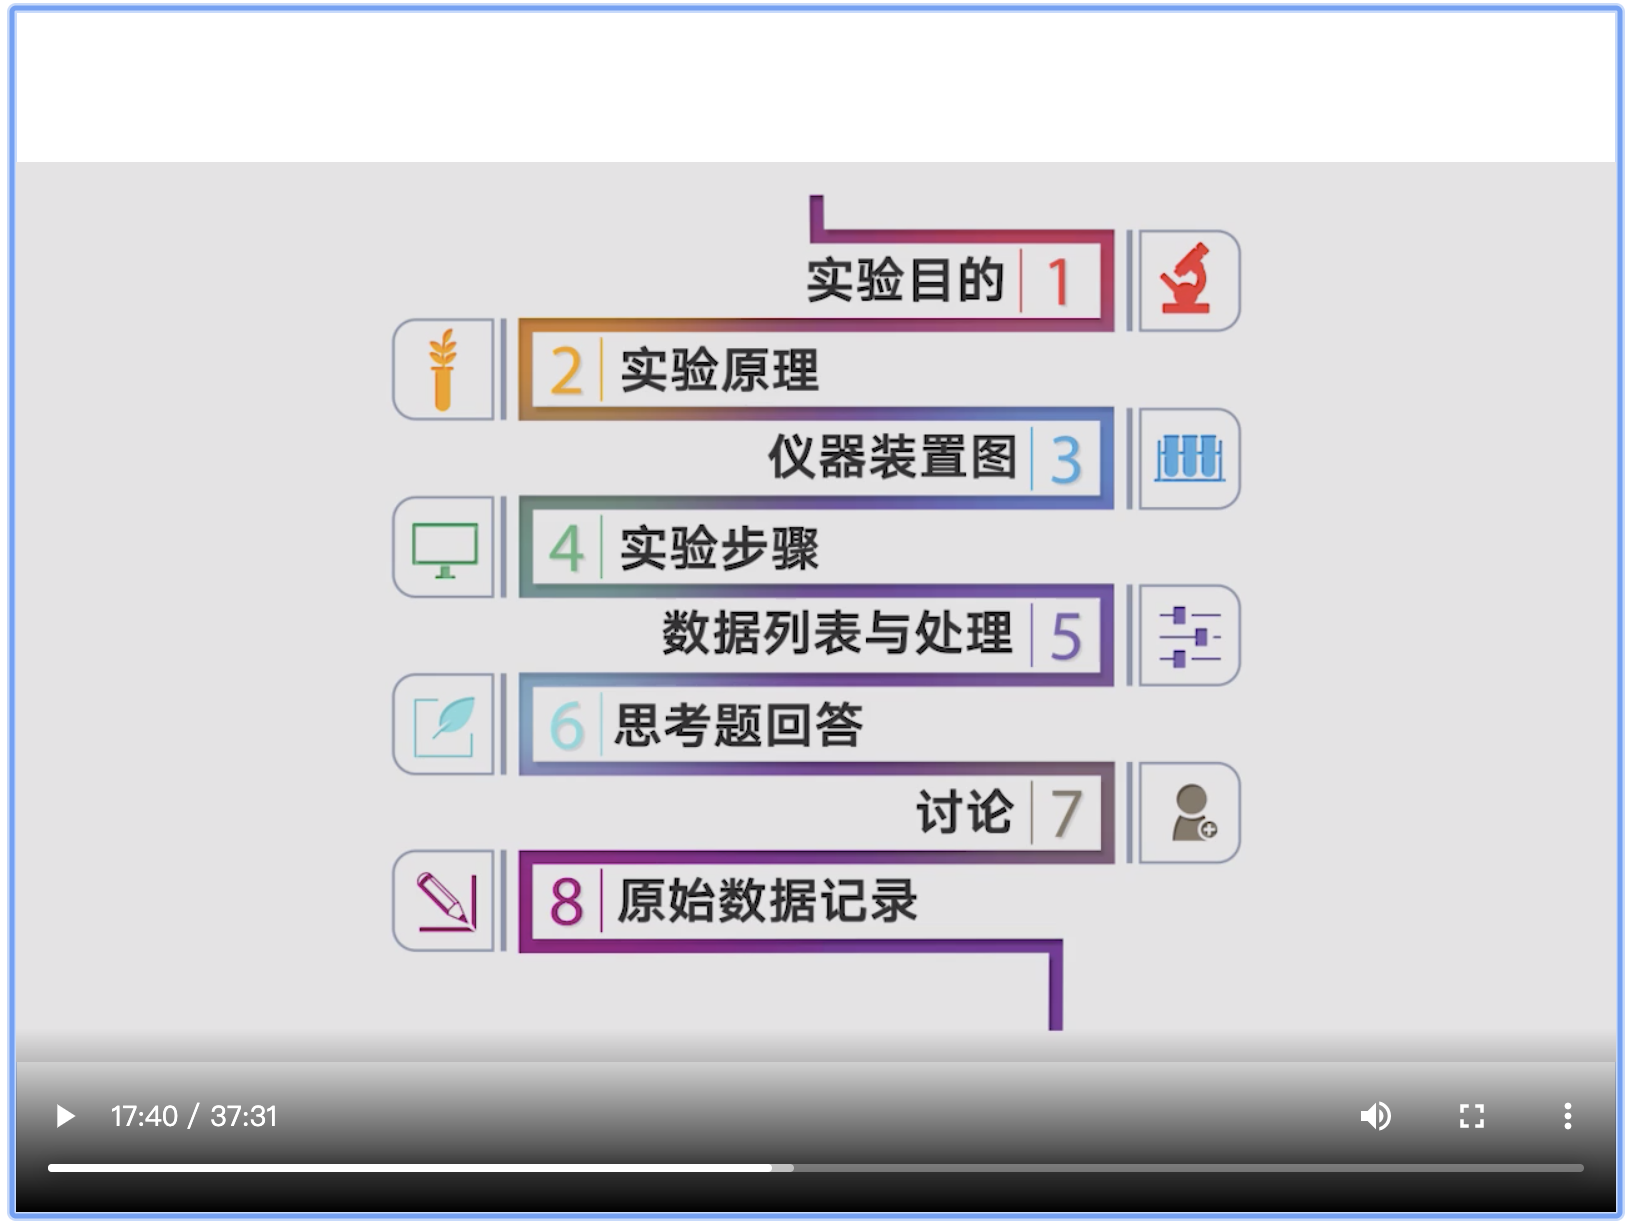 实验目的 1
2 实验原理
仪器装置图 3
4 实验步骤
数据列表与处理 5
6 思考题回答
讨论 7
8 原始数据记录
17:40 / 37:31